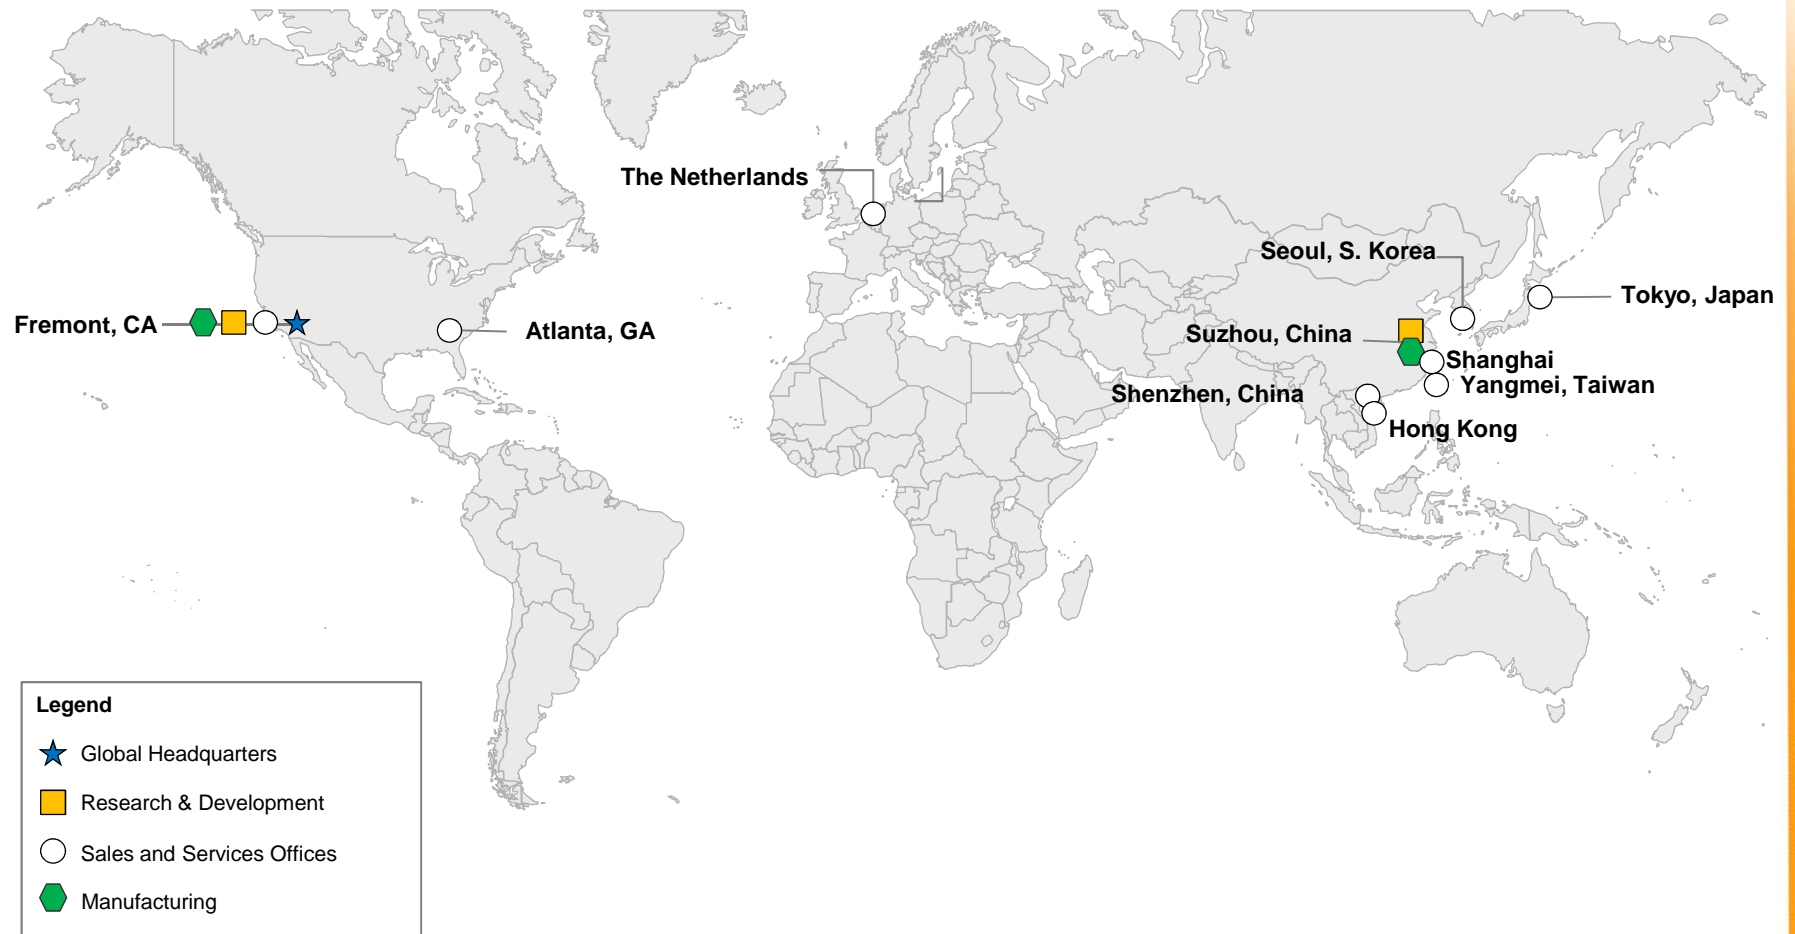 The Netherlands
Seoul, S. Korea
Tokyo, Japan
Fremont, CA
Atlanta, GA
Suzhou, China
Shanghai
Yangmei, Taiwan
Shenzhen, China
Hong Kong
Legend
Global Headquarters
Research & Development
Sales and Services Offices
Manufacturing